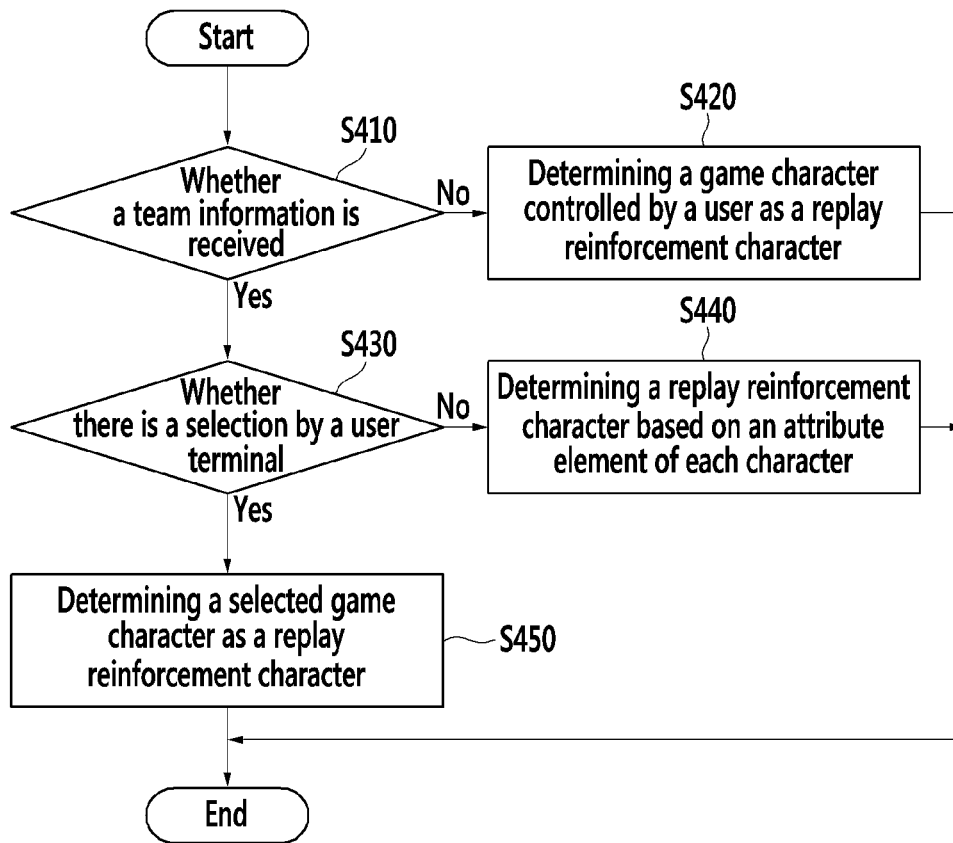 Start
S410
Whether
a team information is
received
No
Yes
S420
Determining a game character
controlled by a user as a replay
reinforcement character
S430
Whether
there is a selection by a user
terminal
No
Yes
S440
Determining a replay reinforcement
character based on an attribute
element of each character
Determining a selected game
character as a replay
reinforcement character
S450
End